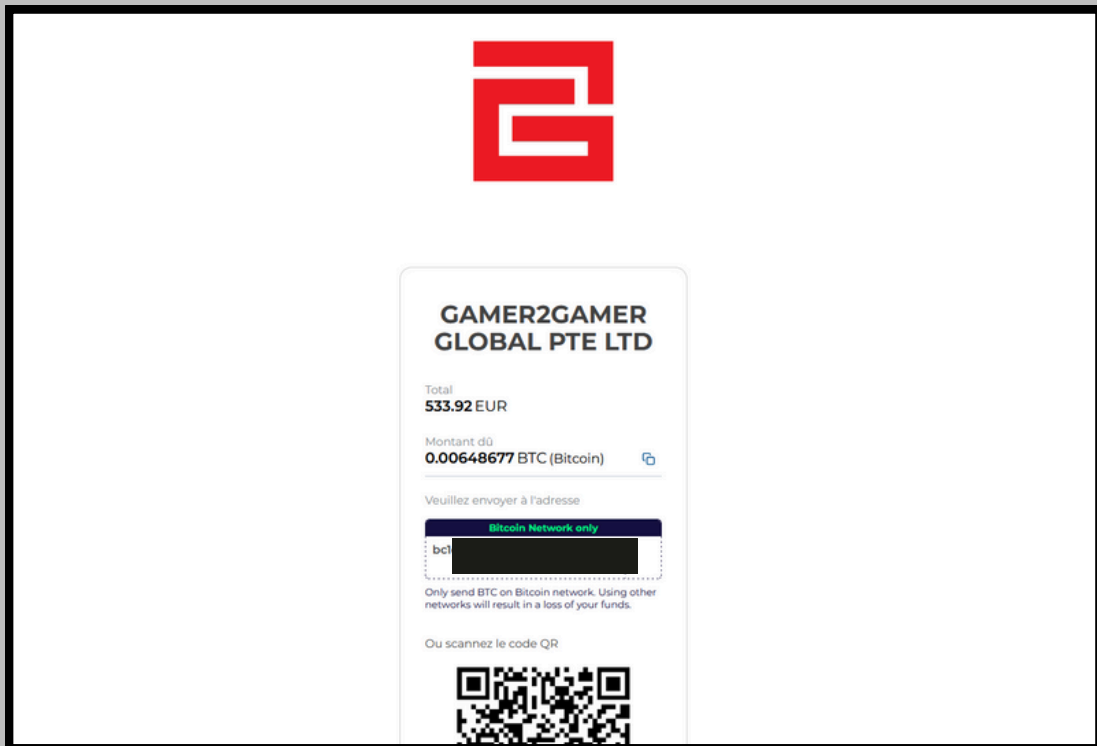 GAMER2GAMER
GLOBAL PTE LTD
Total
533.92 EUR
Montant dû
0.00648677 BTC (Bitcoin)
Veuillez envoyer à l'adresse
Bitcoin Network only
bc1
Only send BTC on Bitcoin network. Using other
networks will result in a loss of your funds.
Ou scannez le code QR